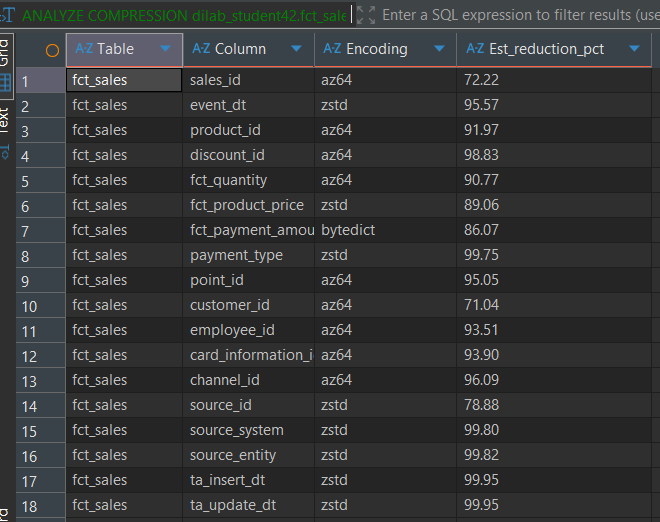 ANALYZE COMPRESSION dilab_student42.fct_sale Enter a SQL expression to filter results (use
Grid
Text
Table Column Encoding Est_reduction_pct
1 fct_sales sales_id az64 72.22
2 fct_sales event_dt zstd 95.57
3 fct_sales product_id az64 91.97
4 fct_sales discount_id az64 98.83
5 fct_sales fct_quantity az64 90.77
6 fct_sales fct_product_price zstd 89.06
7 fct_sales fct_payment_amou bytedict 86.07
8 fct_sales payment_type zstd 99.75
9 fct_sales point_id az64 95.05
10 fct_sales customer_id az64 71.04
11 fct_sales employee_id az64 93.51
12 fct_sales card_information_i az64 93.90
13 fct_sales channel_id az64 96.09
14 fct_sales source_id zstd 78.88
15 fct_sales source_system zstd 99.80
16 fct_sales source_entity zstd 99.82
17 fct_sales ta_insert_dt zstd 99.95
18 fct_sales ta_update_dt zstd 99.95